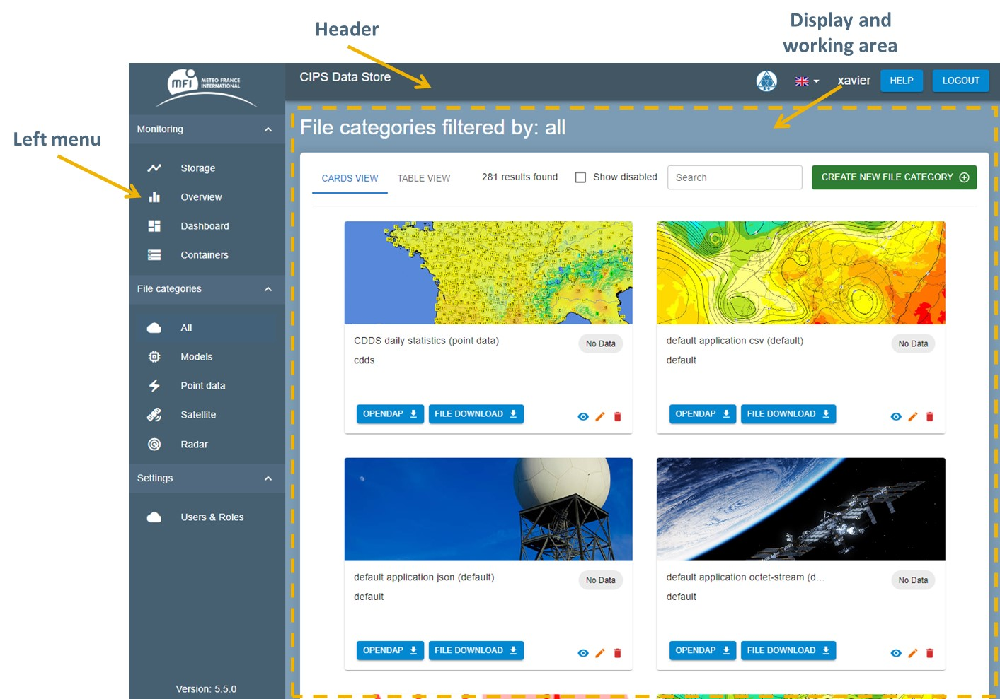 Header
Display and
working area
Left menu
mfi METEO FRANCE
INTERNATIONAL
CIPS Data Store
xavier
HELP
LOGOUT
Monitoring
Storage
Overview
Dashboard
Containers
File categories
All
Models
Point data
Satellite
Radar
Settings
Users & Roles
Version: 5.5.0
File categories filtered by: all
CARDS VIEW
TABLE VIEW
281 results found
Show disabled
Search
CREATE NEW FILE CATEGORY
CDDS daily statistics (point data)
No Data
cdds
OPENDAP
FILE DOWNLOAD
default application csv (default)
No Data
default
OPENDAP
FILE DOWNLOAD
default application json (default)
No Data
default
OPENDAP
FILE DOWNLOAD
default application octet-stream (d...
No Data
default
OPENDAP
FILE DOWNLOAD